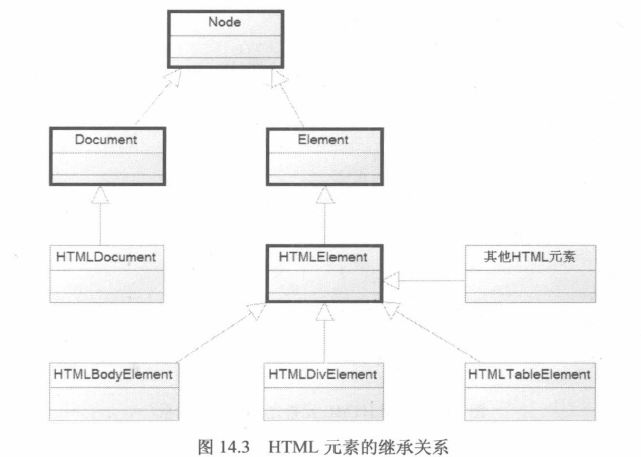 Node
Document
Element
HTMLDocument
HTMLElement
其他HTML元素
HTMLBodyElement
HTMLDivElement
HTMLTableElement
图 14.3 HTML 元素的继承关系